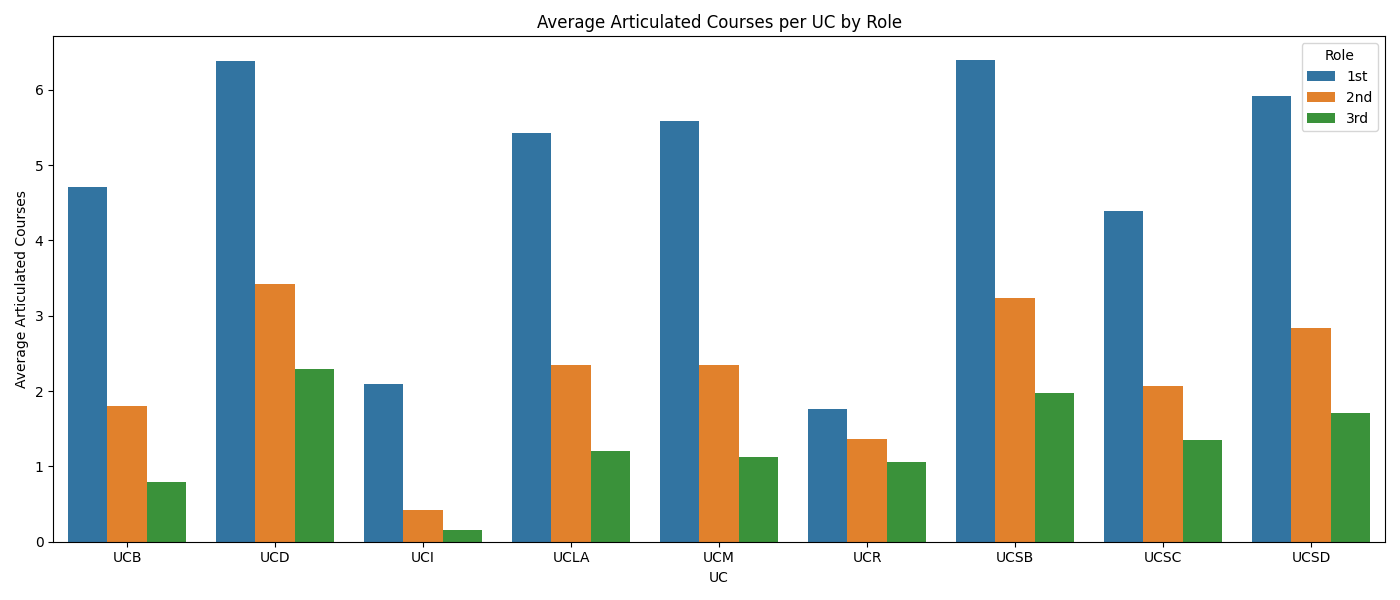 Average Articulated Courses per UC by Role
Role
1st
2nd
3rd
Average Articulated Courses
6
5
4
3
2
1
0
UCB UCD UCI UCLA UCM UCR UCSB UCSC UCSD
UC